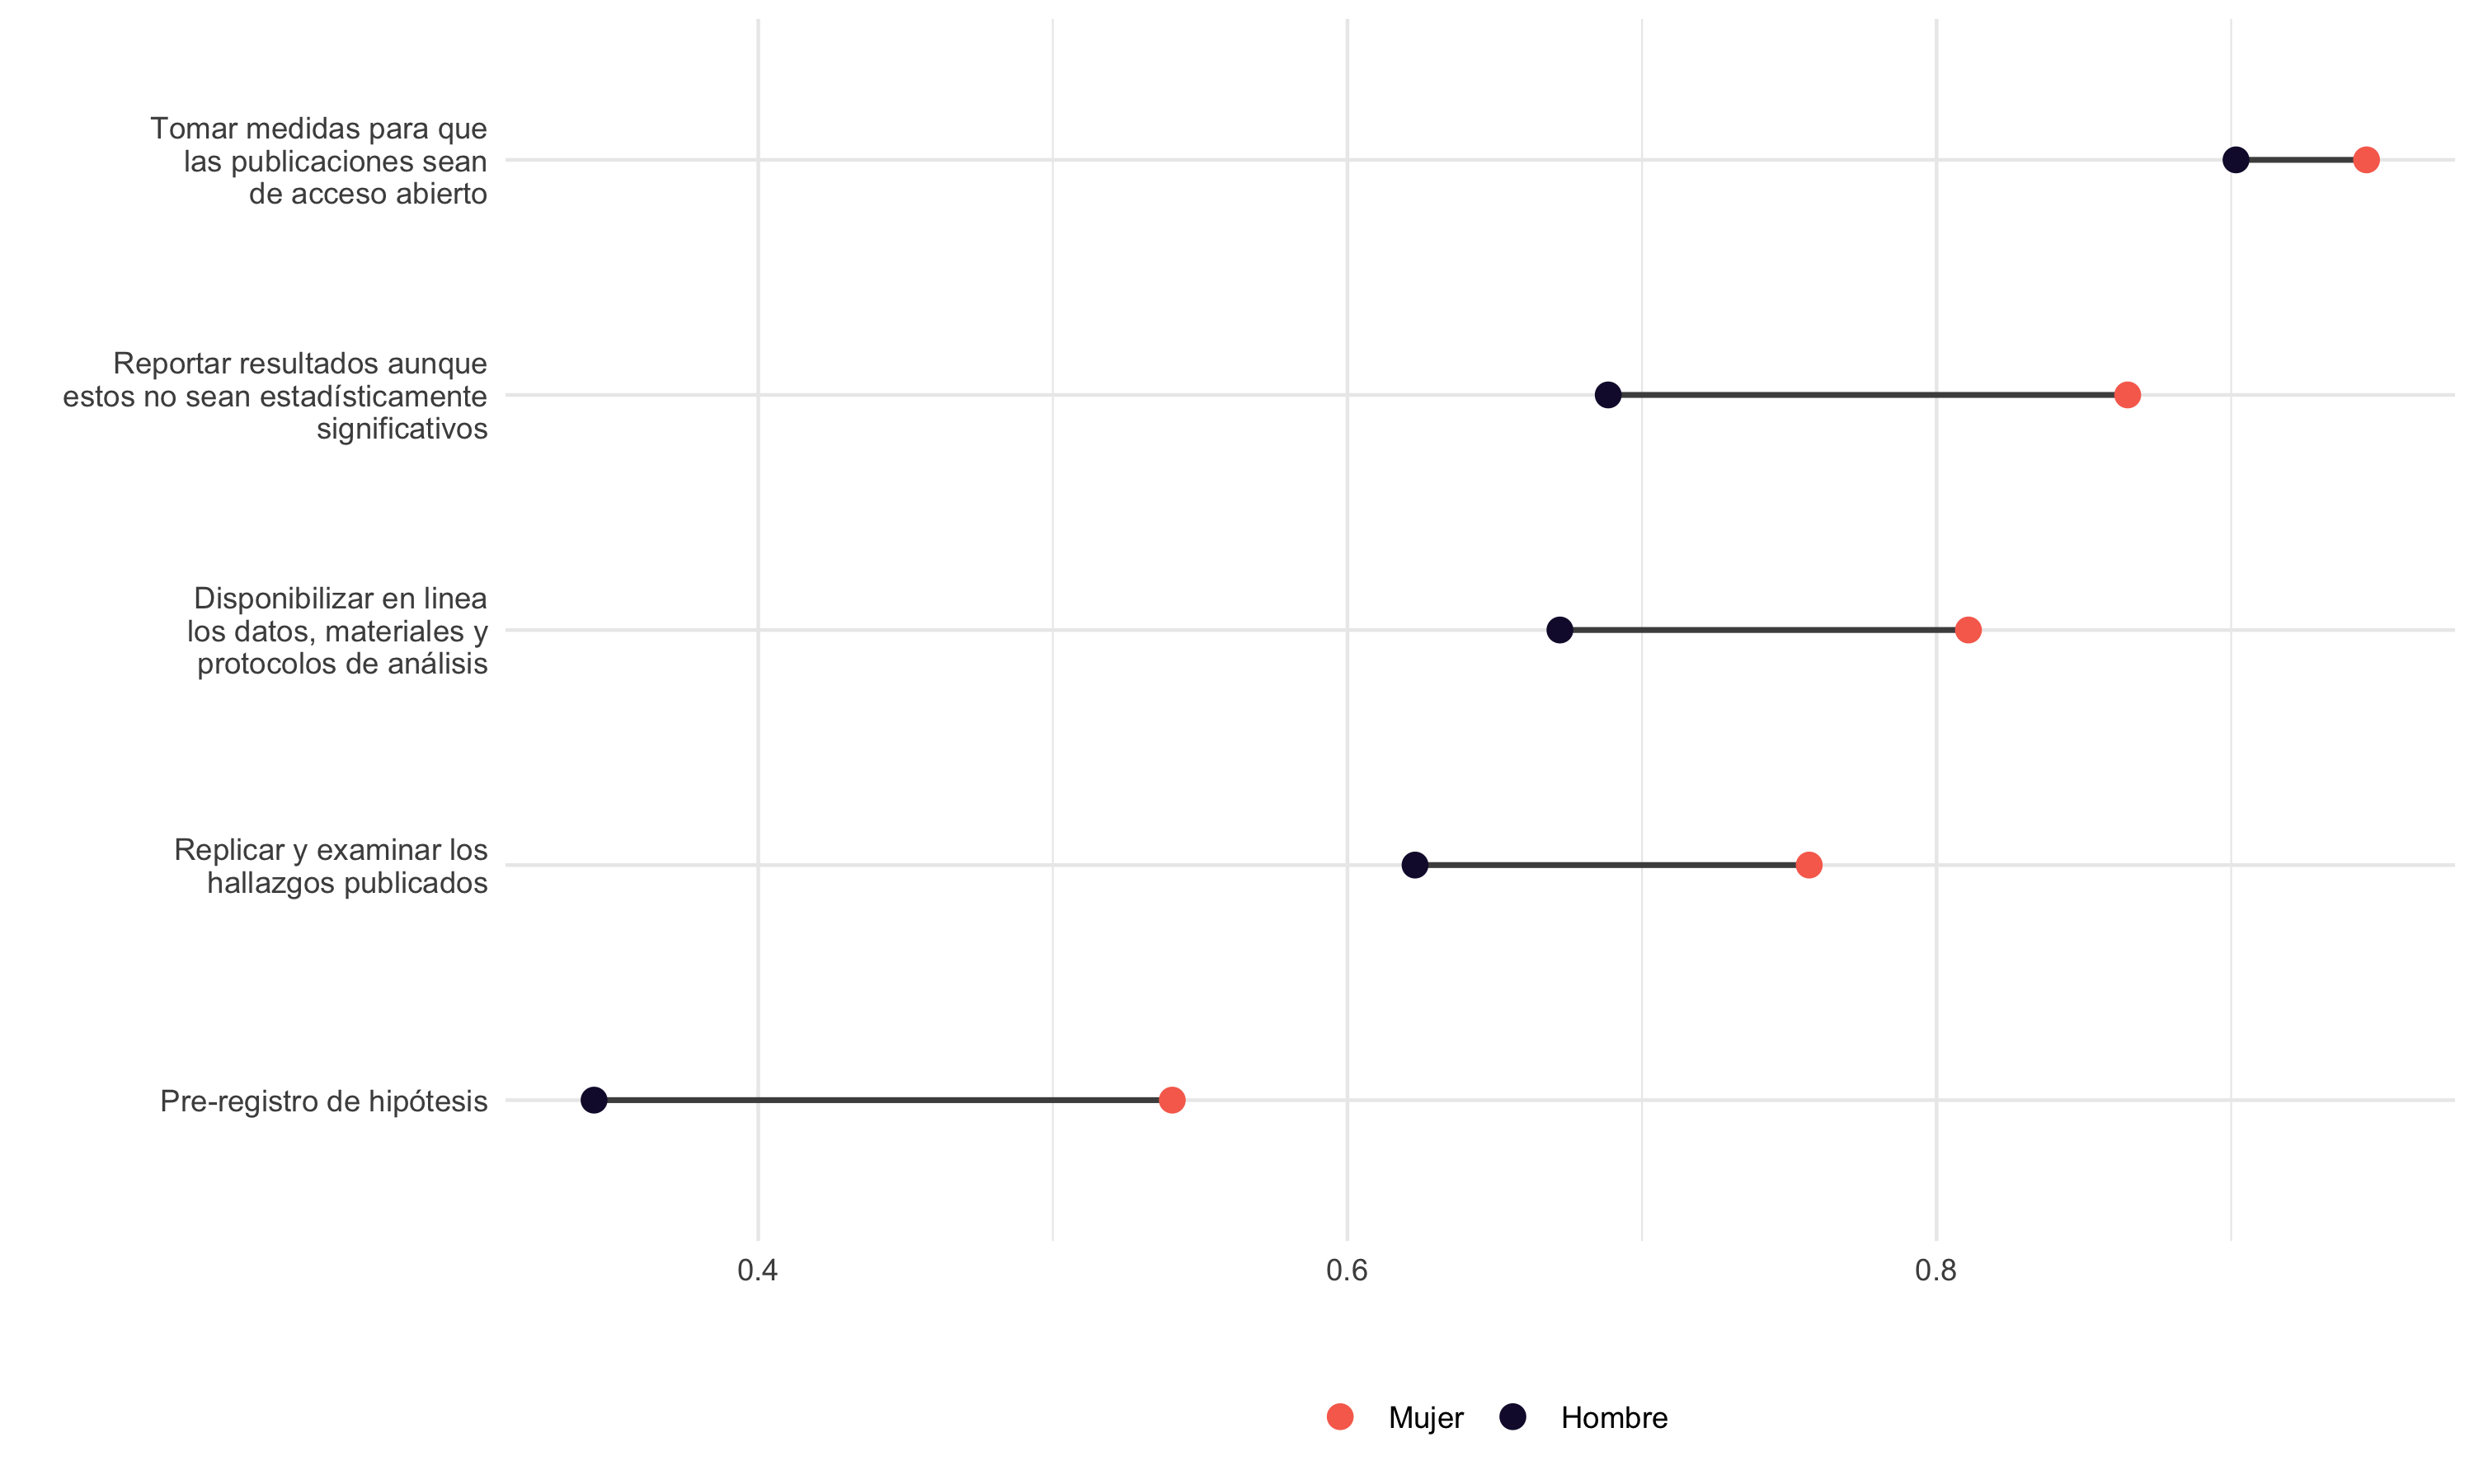 Tomar medidas para que
las publicaciones sean
de acceso abierto
Reportar resultados aunque
estos no sean estadísticamente
significativos
Disponibilizar en linea
los datos, materiales y
protocolos de análisis
Replicar y examinar los
hallazgos publicados
Pre-registro de hipótesis
0.4 0.6 0.8
Mujer Hombre